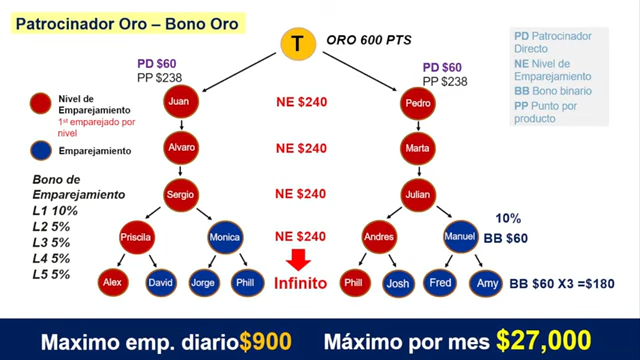 Patrocinador Oro – Bono Oro
T
ORO 600 PTS
PD Patrocinador
Directo
NE Nivel de
Emparejamiento
BB Bono binario
PP Punto por
producto
PD $60
PP $238
PD $60
PP $238
Nivel de
Emparejamiento
1st emparejado por
nivel
Emparejamiento
Juan
NE $240
Pedro
Alvaro
NE $240
Marta
Bono de
Emparejamiento
L1 10%
L2 5%
L3 5%
L4 5%
L5 5%
Sergio
NE $240
Julian
Priscila
Monica
NE $240
Andres
Manuel
10%
BB $60
Alex
David
Jorge
Phill
Infinito
Phill
Josh
Fred
Amy
BB $60 X3 =$180
Maximo emp. diario$900
Máximo por mes $27,000